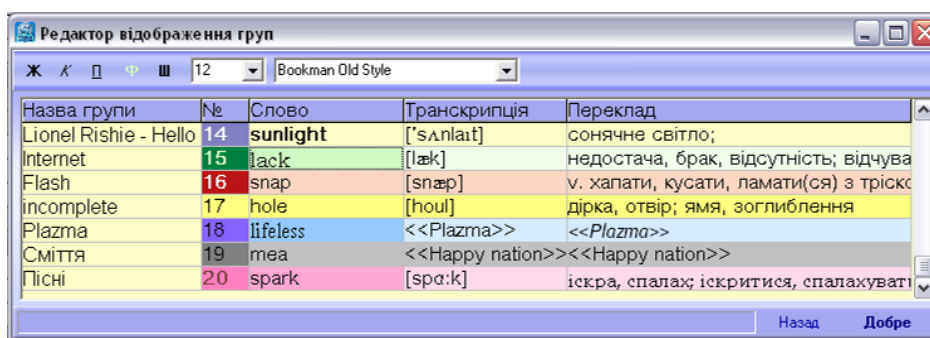 Редактор відображення груп
Ж К П Ф Ш 12 Bookman Old Style
Назва групи № Слово Транскрипція Переклад
Lionel Rishie - Hello 14 sunlight ['sʌnlaɪt] сонячне світло;
Internet 15 lack [læk] недостача, брак, відсутність; відчува
Flash 16 snap [snæp] v. хапати, кусати, ламати(ся) з тріско
incomplete 17 hole [houl] дірка, отвір; ямя, зоглиблення
Plazma 18 lifeless <<Plazma>> <<Plazma>>
Сміття 19 mea <<Happy nation>> <<Happy nation>>
Пісні 20 spark [spɑ:k] іскра, спалах; іскритися, спалахувати
Назад Добре